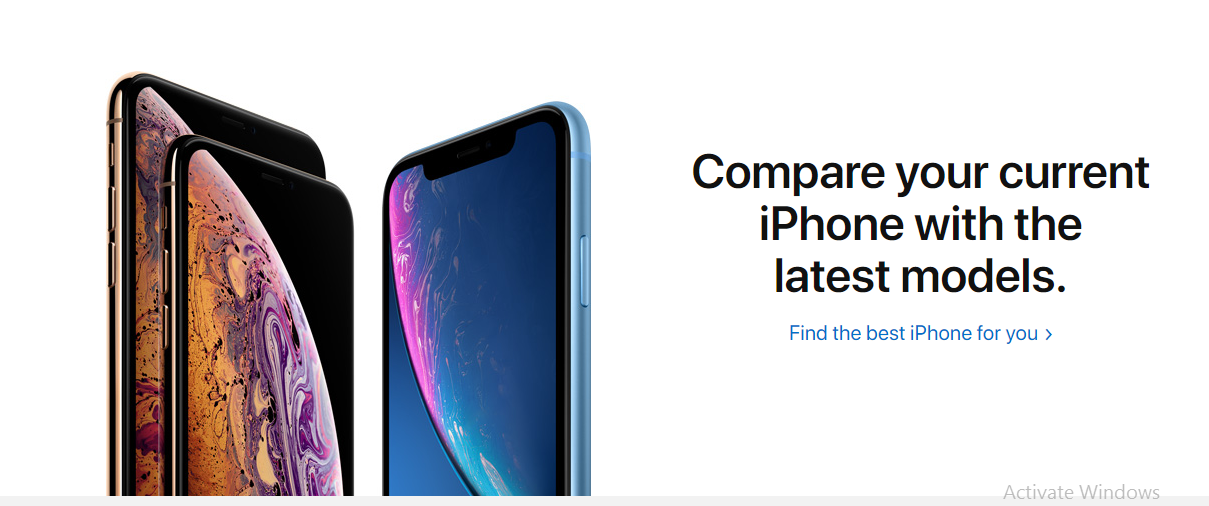 Compare your current
iPhone with the
latest models.
Find the best iPhone for you >
Activate Windows